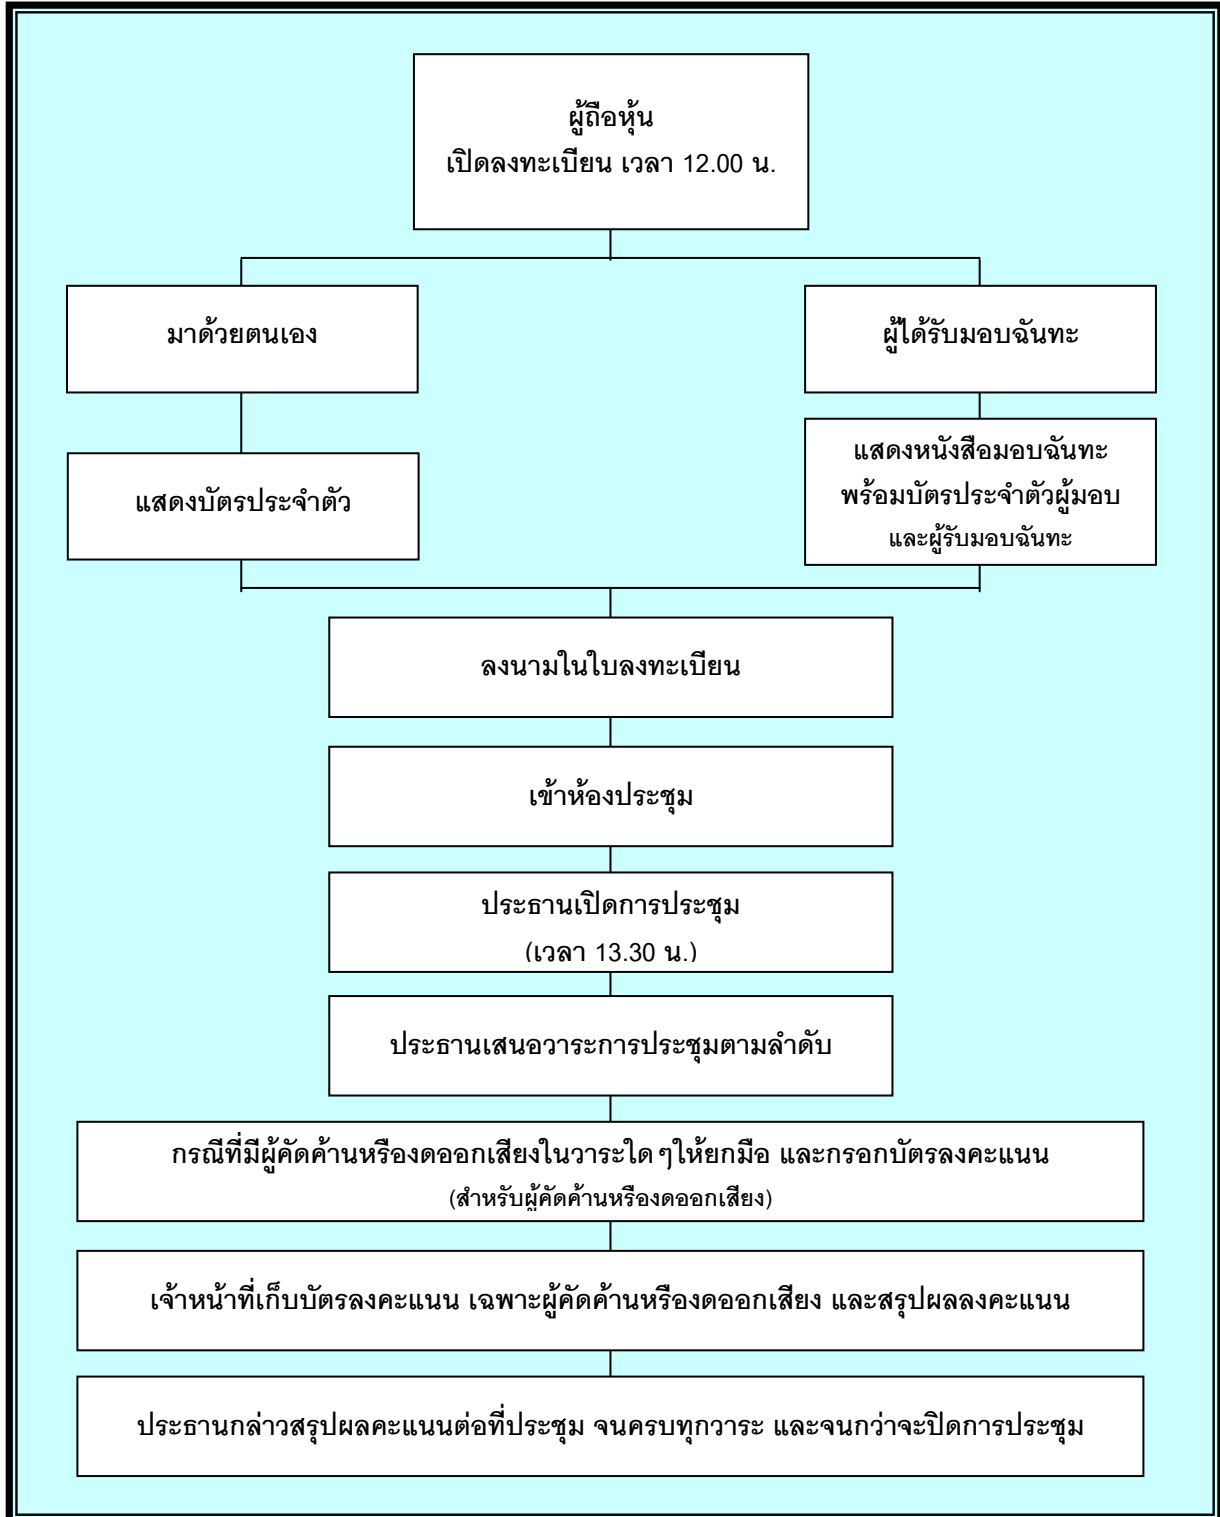 ผู้ถือหุ้น
เปิดลงทะเบียน เวลา 12.00 น.
มาด้วยตนเอง
ผู้ได้รับมอบฉันทะ
แสดงบัตรประจำตัว
แสดงหนังสือมอบฉันทะ
พร้อมบัตรประจำตัวผู้มอบ
และผู้รับมอบฉันทะ
ลงนามในใบลงทะเบียน
เข้าห้องประชุม
ประธานเปิดการประชุม
(เวลา 13.30 น.)
ประธานเสนอวาระการประชุมตามลำดับ
กรณีที่มีผู้คัดค้านหรืองดออกเสียงในวาระใดๆให้ยกมือ และกรอกบัตรลงคะแนน
(สำหรับผู้คัดค้านหรืองดออกเสียง)
เจ้าหน้าที่เก็บบัตรลงคะแนน เฉพาะผู้คัดค้านหรืองดออกเสียง และสรุปผลลงคะแนน
ประธานกล่าวสรุปผลคะแนนต่อที่ประชุม จนครบทุกวาระ และจนกว่าจะปิดการประชุม